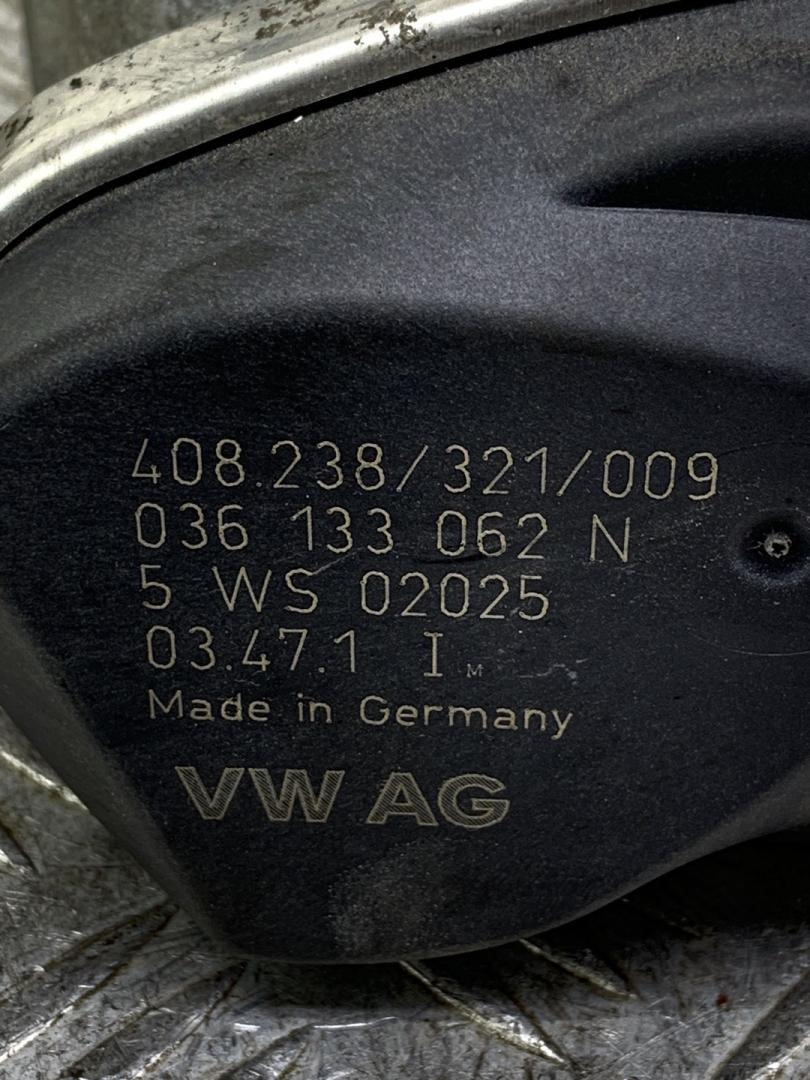 408.238/321/009
036 133 062 N
5 WS 02025
03.47.1 I M
Made in Germany
VW AG